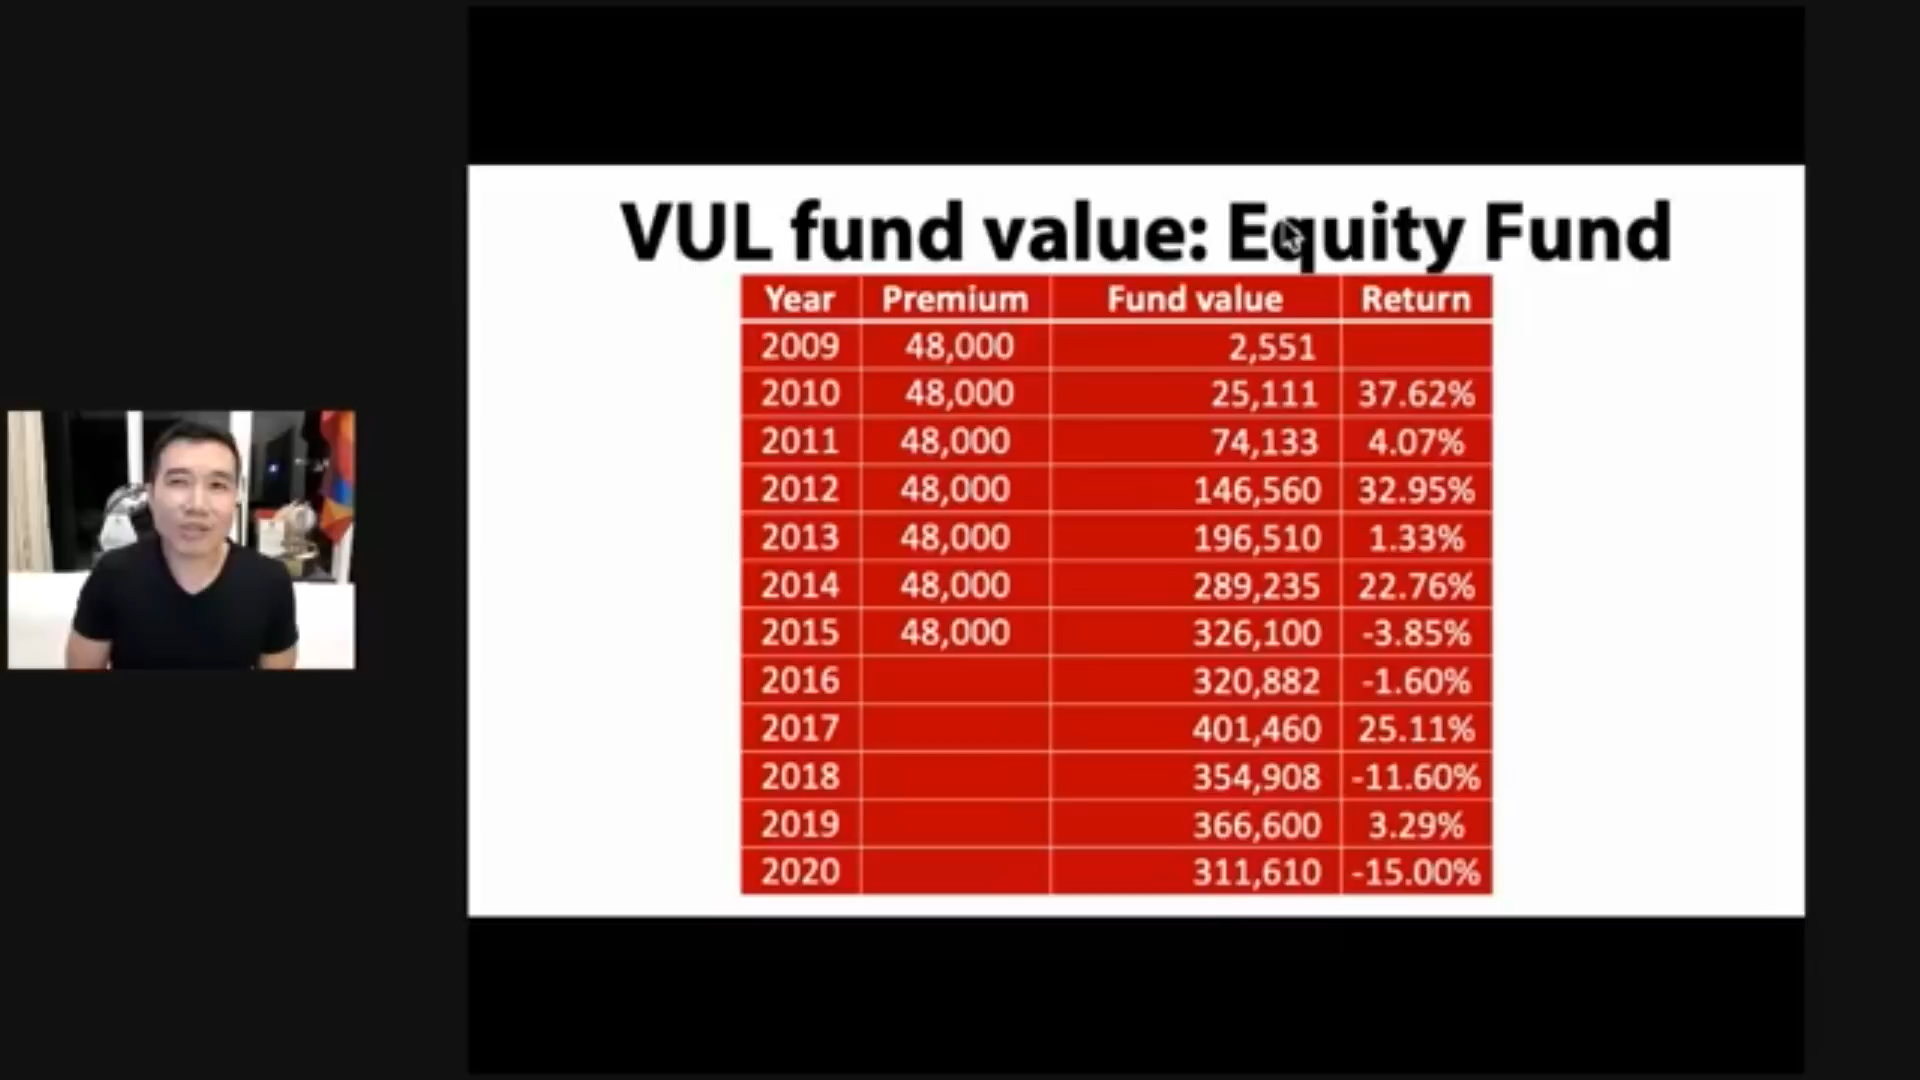 VUL fund value: Equity Fund
Year Premium Fund value Return
2009 48,000 2,551
2010 48,000 25,111 37.62%
2011 48,000 74,133 4.07%
2012 48,000 146,560 32.95%
2013 48,000 196,510 1.33%
2014 48,000 289,235 22.76%
2015 48,000 326,100 -3.85%
2016 320,882 -1.60%
2017 401,460 25.11%
2018 354,908 -11.60%
2019 366,600 3.29%
2020 311,610 -15.00%